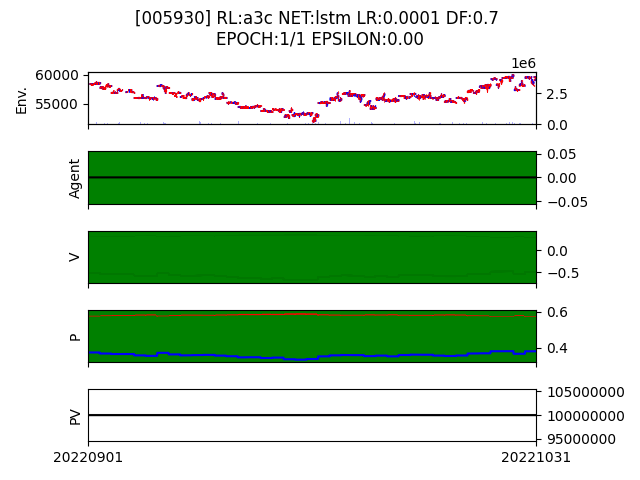 [005930] RL:a3c NET:lstm LR:0.0001 DF:0.7
EPOCH:1/1 EPSILON:0.00
1e6
60000
55000
Env.
2.5
0.0
Agent
0.05
0.00
−0.05
V
0.0
−0.5
P
0.6
0.4
PV
105000000
100000000
95000000
20220901
20221031